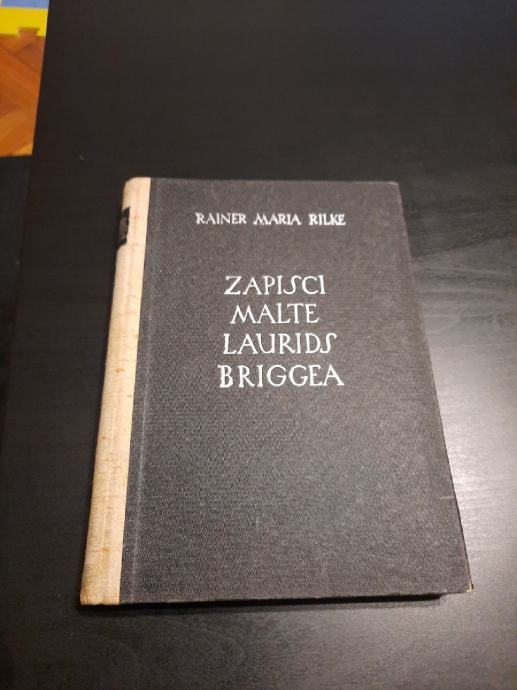 RAINER MARIA RILKE
ZAPISCI
MALTE
LAURIDS
BRIGGEA